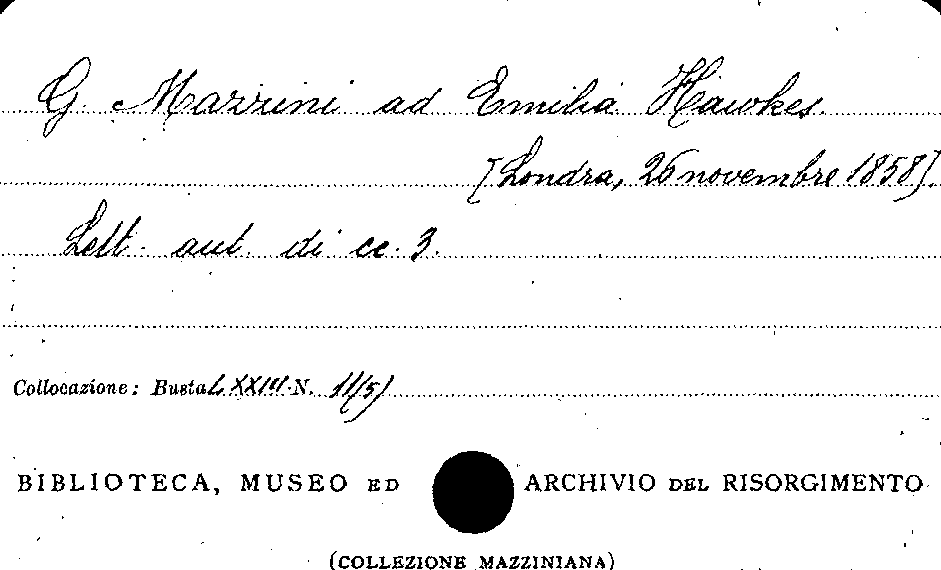 G. Mazzini ad Emilia Hawkes.
[Londra, 26 novembre 1858].
Lett. aut. di cc. 3.
Collocazione: Busta LXXIII N. 11(5)
BIBLIOTECA, MUSEO ED ARCHIVIO DEL RISORGIMENTO
(COLLEZIONE MAZZINIANA)